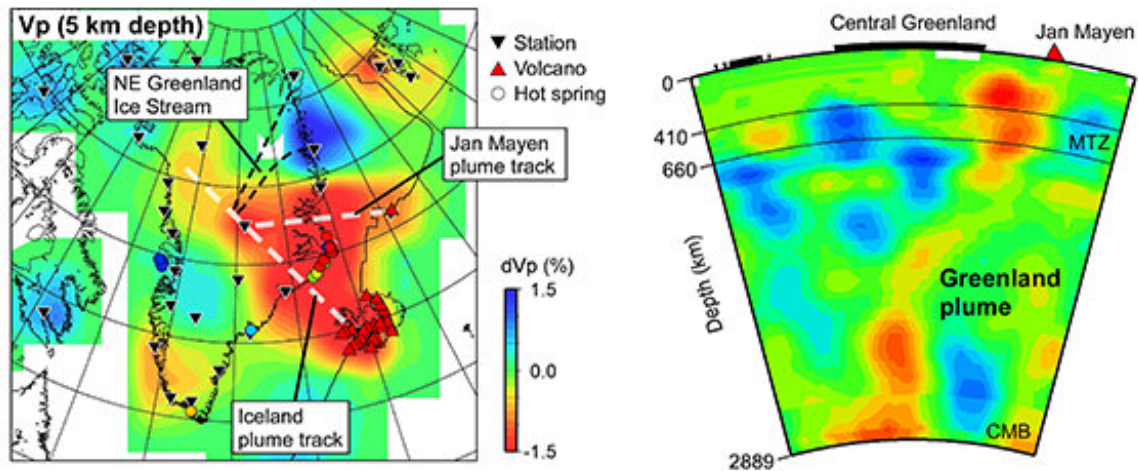 Vp (5 km depth)
NE Greenland
Ice Stream
Station
Volcano
Hot spring
Jan Mayen
plume track
dVp (%)
1.5
0.0
-1.5
Iceland
plume track
Central Greenland
Jan Mayen
0
410
660
MTZ
Depth (km)
Greenland
plume
CMB
2889